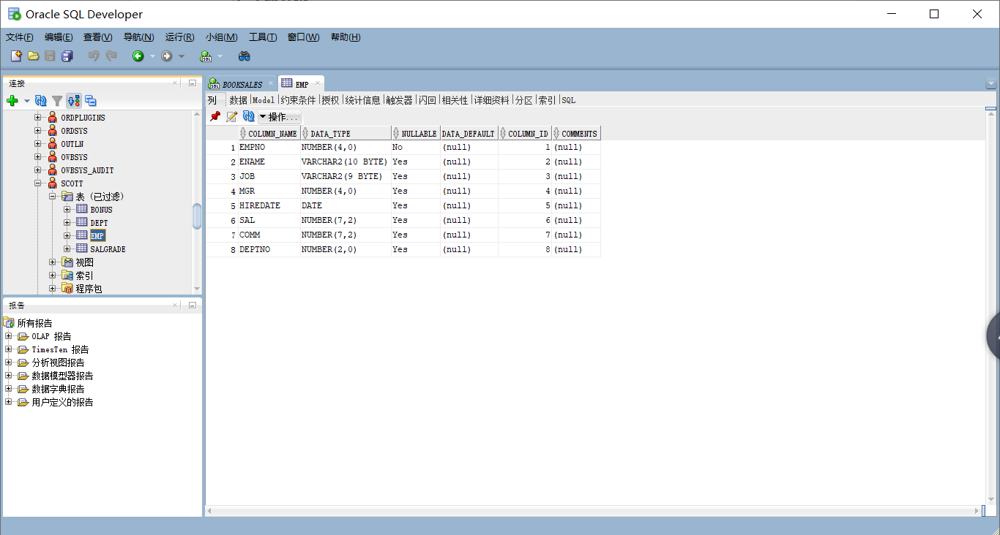 Oracle SQL Developer
文件(F) 编辑(E) 查看(V) 导航(N) 运行(R) 小组(M) 工具(T) 窗口(W) 帮助(H)
连接
ORDPLUGINS
ORDSYS
OUTLN
OWBSYS
OWBSYS_AUDIT
SCOTT
表 (已过滤)
BONUS
DEPT
EMP
SALGRADE
视图
索引
程序包
报告
所有报告
OLAP 报告
TimesTen 报告
分析视图报告
数据模型器报告
数据字典报告
用户定义的报告
BOOKSALES EMP
列 数据 Model 约束条件 授权 统计信息 触发器 闪回 相关性 详细资料 分区 索引 SQL
操作...
COLUMN_NAME DATA_TYPE NULLABLE DATA_DEFAULT COLUMN_ID COMMENTS
1 EMPNO NUMBER(4,0) No (null) 1 (null)
2 ENAME VARCHAR2(10 BYTE) Yes (null) 2 (null)
3 JOB VARCHAR2(9 BYTE) Yes (null) 3 (null)
4 MGR NUMBER(4,0) Yes (null) 4 (null)
5 HIREDATE DATE Yes (null) 5 (null)
6 SAL NUMBER(7,2) Yes (null) 6 (null)
7 COMM NUMBER(7,2) Yes (null) 7 (null)
8 DEPTNO NUMBER(2,0) Yes (null) 8 (null)